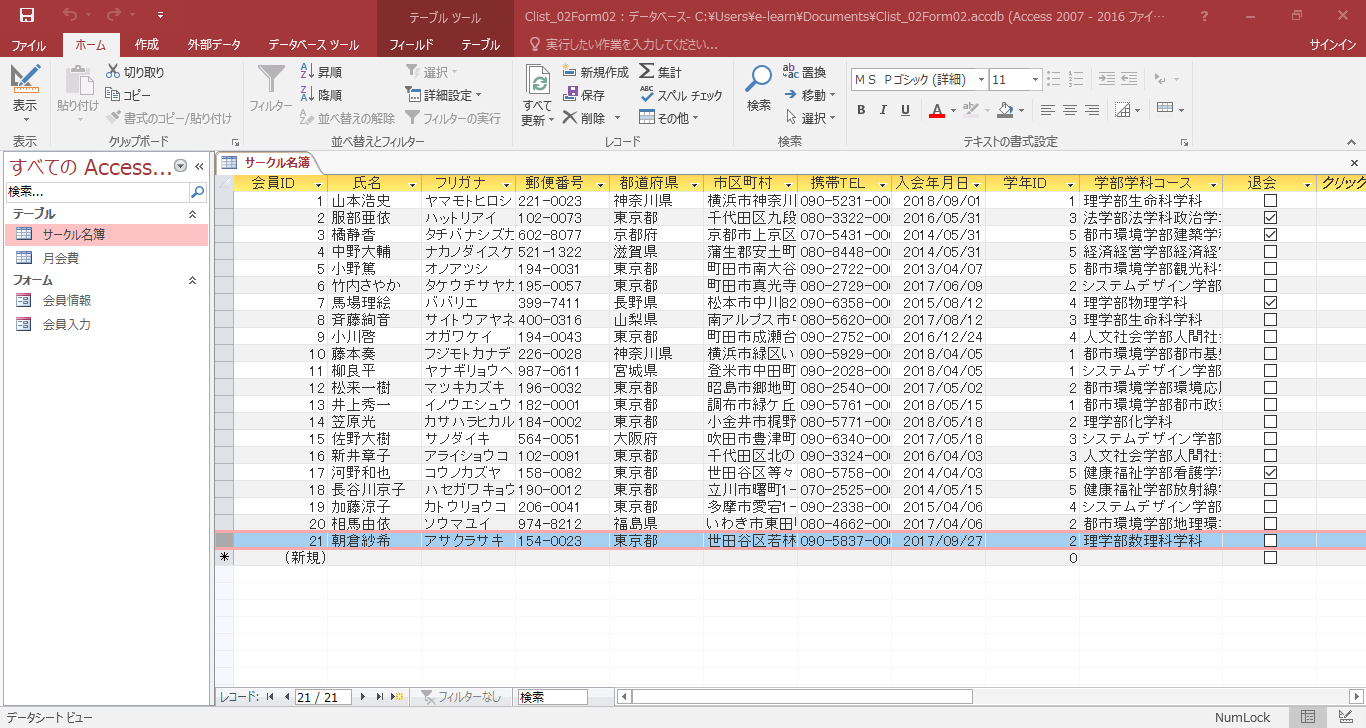 テーブル ツール
Clist_02Form02 : データベース- C:¥Users¥e-learn¥Documents¥Clist_02Form02.accdb (Access 2007 - 2016 ファイ…
ファイル ホーム 作成 外部データ データベース ツール フィールド テーブル 実行したい作業を入力してください... サインイン
切り取り 昇順 選択 新規作成 集計 置換 MS Pゴシック (詳細) 11
表示 貼り付け コピー フィルター 降順 詳細設定 すべて更新 保存 スペル チェック 検索 移動
書式のコピー/貼り付け 並べ替えの解除 フィルターの実行 削除 その他 選択 B I U A
表示 クリップボード 並べ替えとフィルター レコード 検索 テキストの書式設定
すべての Access... «
検索...
テーブル
サークル名簿
月会費
フォーム
会員情報
会員入力
サークル名簿
会員ID 氏名 フリガナ 郵便番号 都道府県 市区町村 携帯TEL 入会年月日 学年ID 学部学科コース 退会 クリック
1 山本浩史 ヤマモトヒロシ 221-0023 神奈川県 横浜市神奈川 090-5231-00 2018/09/01 1 理学部生命科学科
2 服部亜依 ハットリアイ 102-0073 東京都 千代田区九段 080-3322-00 2016/05/31 3 法学部法学科政治学
3 橘静香 タチバナシズカ 602-8077 京都府 京都市上京区 070-5431-00 2014/05/31 5 都市環境学部建築学
4 中野大輔 ナカノダイスケ 521-1322 滋賀県 蒲生郡安土町 080-8448-00 2014/05/31 5 経済経営学部経済経
5 小野篤 オノアツシ 194-0031 東京都 町田市南大谷 090-2722-00 2013/04/07 5 都市環境学部観光科
6 竹内さやか タケウチサヤカ 195-0057 東京都 町田市真光寺 080-2729-00 2017/06/09 2 システムデザイン学部
7 馬場理絵 ババリエ 399-7411 長野県 松本市中川82 090-6358-00 2015/08/12 4 理学部物理学科
8 斉藤絢音 サイトウアヤネ 400-0316 山梨県 南アルプス市 080-5620-00 2017/08/12 3 理学部生命科学科
9 小川啓 オガワケイ 194-0043 東京都 町田市成瀬台 090-2752-00 2016/12/24 4 人文社会学部人間社
10 藤本奏 フジモトカナデ 226-0028 神奈川県 横浜市緑区い 090-5929-00 2018/04/05 1 都市環境学部都市基
11 柳良平 ヤナギリョウヘ 987-0611 宮城県 登米市中田町 090-2028-00 2018/04/05 1 システムデザイン学部
12 松来一樹 マツキカズキ 196-0032 東京都 昭島市郷地町 080-2540-00 2017/05/02 2 都市環境学部環境応
13 井上秀一 イノウエシュウ 182-0001 東京都 調布市緑ケ丘 090-5761-00 2018/05/15 1 都市環境学部都市政
14 笠原光 カサハラヒカル 184-0002 東京都 小金井市梶野 080-5771-00 2018/05/18 2 理学部化学科
15 佐野大樹 サノダイキ 564-0051 大阪府 吹田市豊津町 090-6340-00 2017/05/18 3 システムデザイン学部
16 新井章子 アライショウコ 102-0091 東京都 千代田区北の 090-3324-00 2016/04/03 3 人文社会学部人間社
17 河野和也 コウノカズヤ 158-0082 東京都 世田谷区等々 080-5758-00 2014/04/03 5 健康福祉学部看護学
18 長谷川京子 ハセガワキョウ 190-0012 東京都 立川市曙町1- 070-2525-00 2014/05/15 5 健康福祉学部放射線
19 加藤涼子 カトウリョウコ 206-0041 東京都 多摩市愛宕1- 090-2338-00 2015/04/06 4 システムデザイン学部
20 相馬由依 ソウマユイ 974-8212 福島県 いわき市東田 080-4662-00 2017/04/06 2 都市環境学部地理環
21 朝倉紗希 アサクラサキ 154-0023 東京都 世田谷区若林 090-5837-00 2017/09/27 2 理学部数理科学科
* (新規) 0
レコード: 21 / 21 フィルターなし 検索
データシート ビュー NumLock